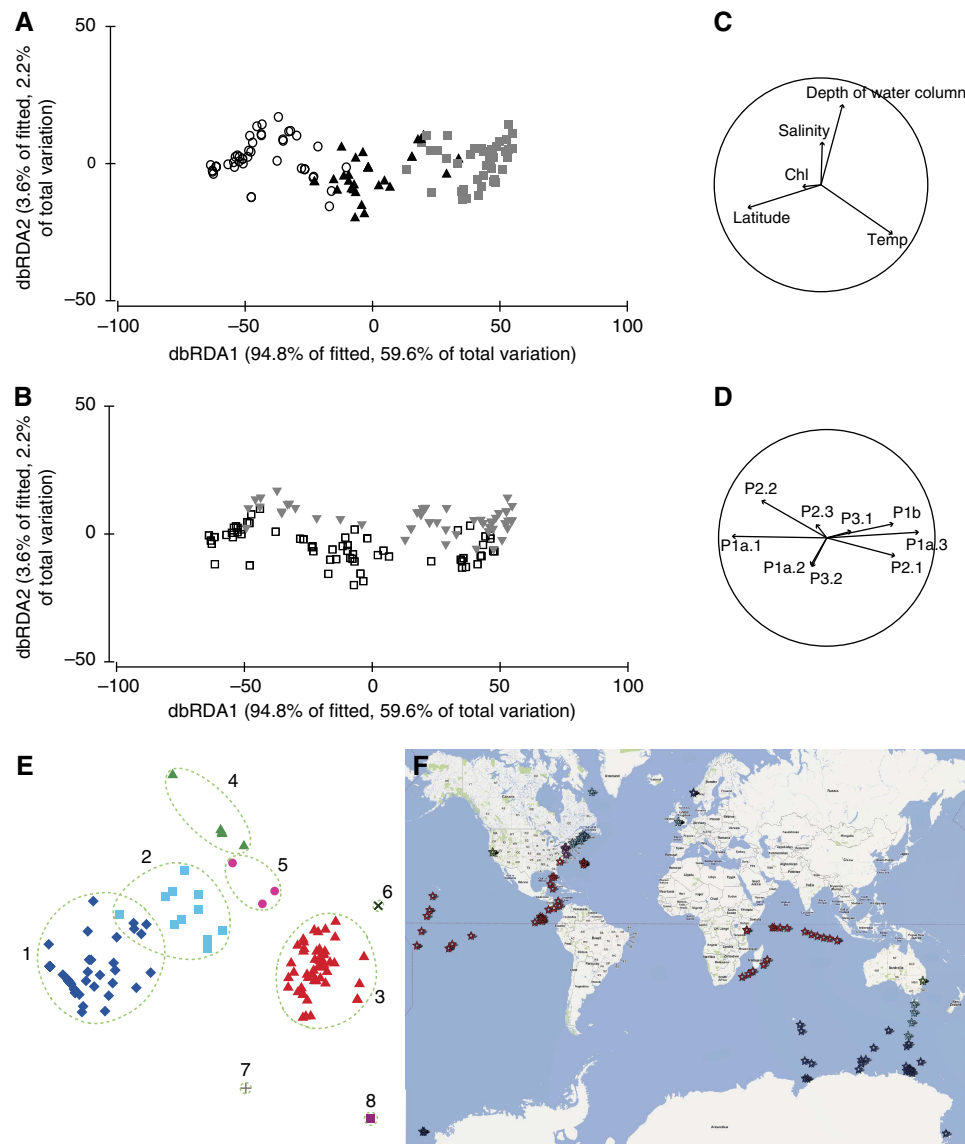 A
50
0
−50
dbRDA2 (3.6% of fitted, 2.2%
of total variation)
−100
−50
0
50
100
dbRDA1 (94.8% of fitted, 59.6% of total variation)
C
Depth of water column
Salinity
Chl
Latitude
Temp
B
50
0
−50
dbRDA2 (3.6% of fitted, 2.2%
of total variation)
−100
−50
0
50
100
dbRDA1 (94.8% of fitted, 59.6% of total variation)
D
P2.2
P2.3
P3.1
P1b
P1a.1
P1a.3
P1a.2
P3.2
P2.1
E
4
2
5
6
1
3
7
8
F